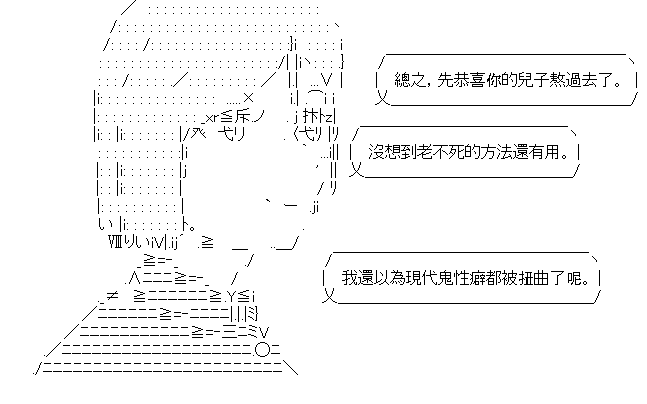 總之，先恭喜你的兒子熬過去了。
沒想到老不死的方法還有用。
我還以為現代鬼性癖都被扭曲了呢。